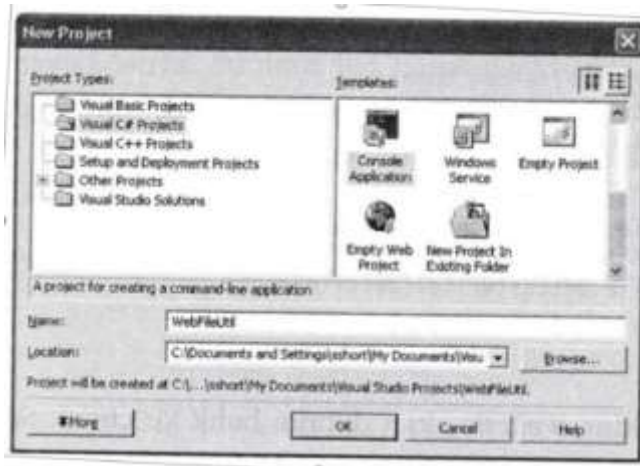 New Project
Project Types:
Templates:
Visual Basic Projects
Visual C# Projects
Visual C++ Projects
Setup and Deployment Projects
Other Projects
Visual Studio Solutions
Console Application
Windows Service
Empty Project
Empty Web Project
New Project In Existing Folder
A project for creating a command-line application
Name:
WebFileUtil
Location:
C:\Documents and Settings\sshort\My Documents\Visu
Browse...
Project will be created at C:\...\sshort\My Documents\Visual Studio Projects\WebFileUtil.
More
OK
Cancel
Help